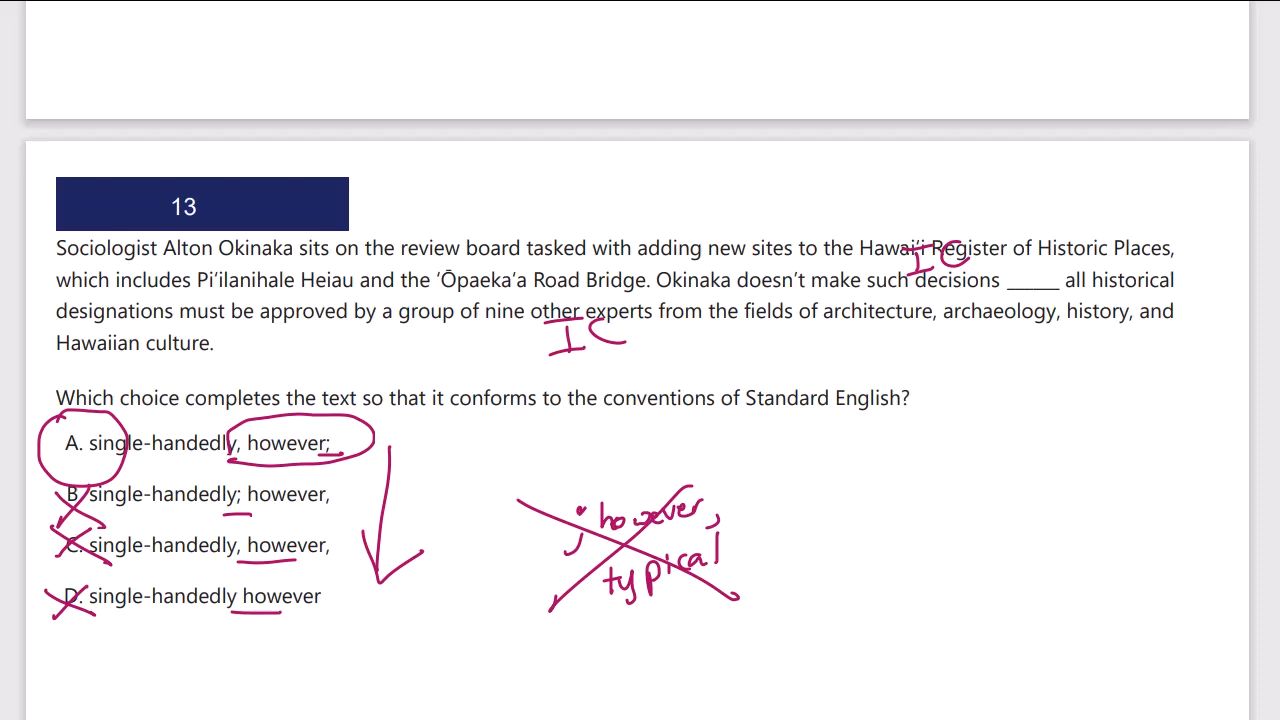 13
Sociologist Alton Okinaka sits on the review board tasked with adding new sites to the Hawai‘i Register of Historic Places,
IC
which includes Pi’ilanihale Heiau and the ‘Ōpaeka’a Road Bridge. Okinaka doesn’t make such decisions ______ all historical
designations must be approved by a group of nine other experts from the fields of architecture, archaeology, history, and
IC
Hawaiian culture.
Which choice completes the text so that it conforms to the conventions of Standard English?
A. single-handedly, however;
B. single-handedly; however,
C. single-handedly, however,
D. single-handedly however
; however,
typical